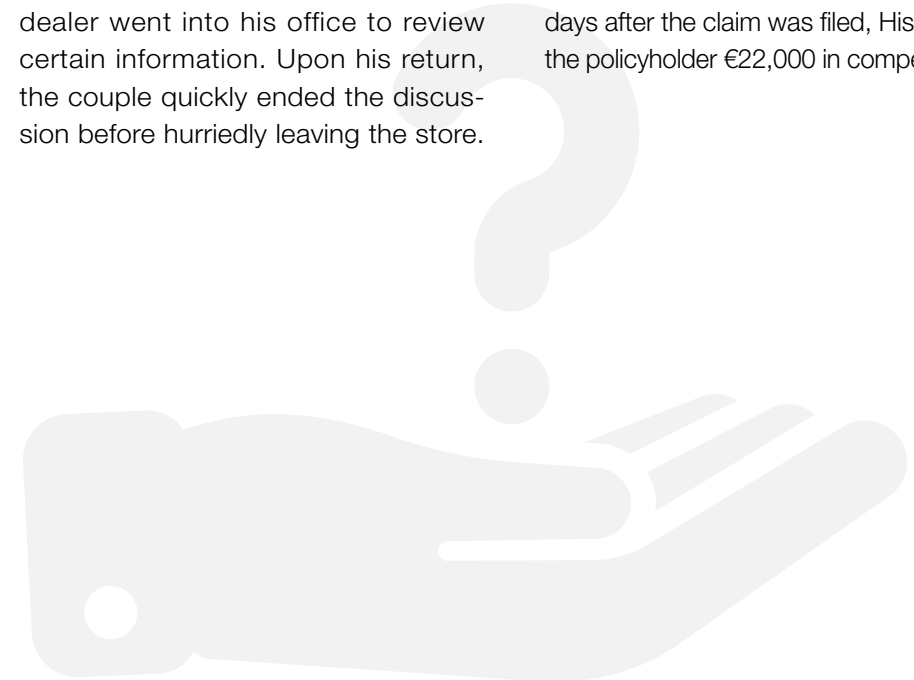 dealer went into his office to review
certain information. Upon his return,
the couple quickly ended the discus-
sion before hurriedly leaving the store.
days after the claim was filed, His
the policyholder €22,000 in compe